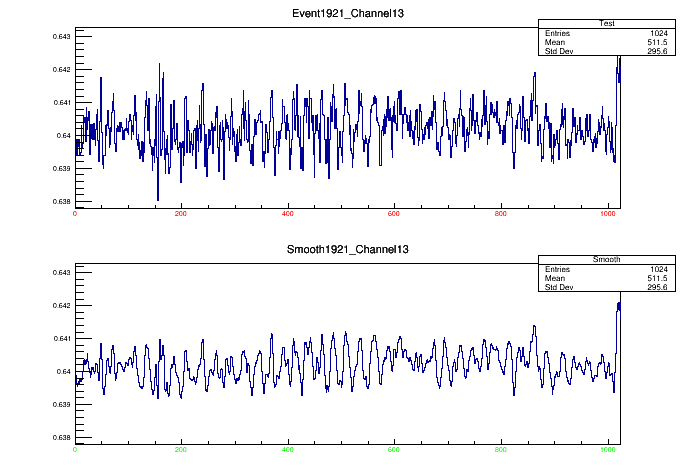 Event1921_Channel13
Test
Entries 1024
Mean 511.5
Std Dev 295.6
0.643
0.642
0.641
0.64
0.639
0.638
0 200 400 600 800 1000
Smooth1921_Channel13
Smooth
Entries 1024
Mean 511.5
Std Dev 295.6
0.643
0.642
0.641
0.64
0.639
0.638
0 200 400 600 800 1000